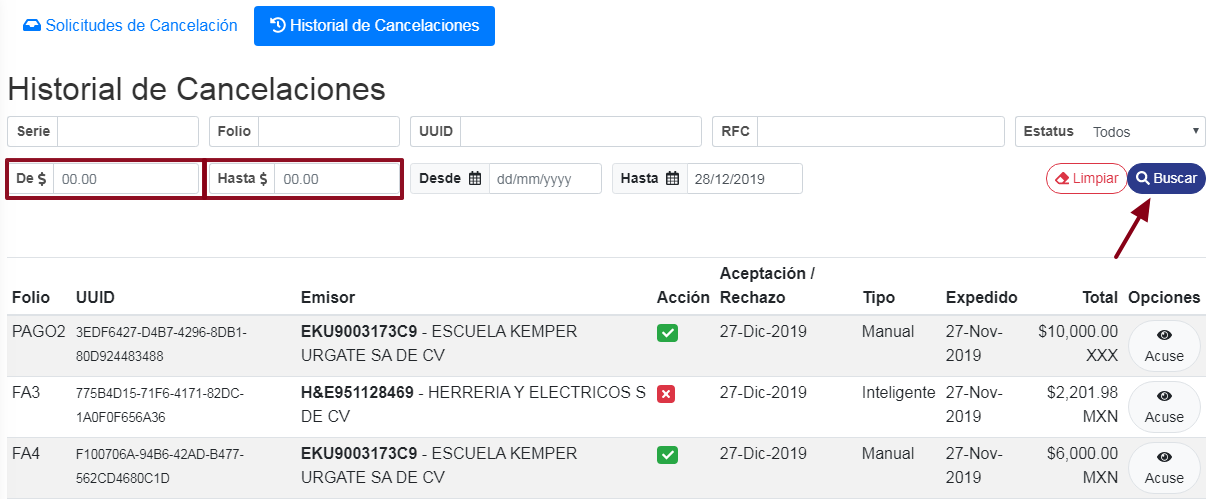 Solicitudes de Cancelación
Historial de Cancelaciones
Historial de Cancelaciones
Serie
Folio
UUID
RFC
Estatus Todos
De $ 00.00
Hasta $ 00.00
Desde dd/mm/yyyy
Hasta 28/12/2019
Limpiar
Buscar
Folio UUID Emisor Acción Aceptación / Rechazo Tipo Expedido Total Opciones
PAGO2 3EDF6427-D4B7-4296-8DB1- EKU9003173C9 - ESCUELA KEMPER 27-Dic-2019 Manual 27-Nov- $10,000.00
80D924483488 URGATE SA DE CV 2019 XXX Acuse
FA3 775B4D15-71F6-4171-82DC- H&E951128469 - HERRERIA Y ELECTRICOS S 27-Dic-2019 Inteligente 27-Nov- $2,201.98
1A0F0F656A36 DE CV 2019 MXN Acuse
FA4 F100706A-94B6-42AD-B477- EKU9003173C9 - ESCUELA KEMPER 27-Dic-2019 Manual 27-Nov- $6,000.00
562CD4680C1D URGATE SA DE CV 2019 MXN Acuse